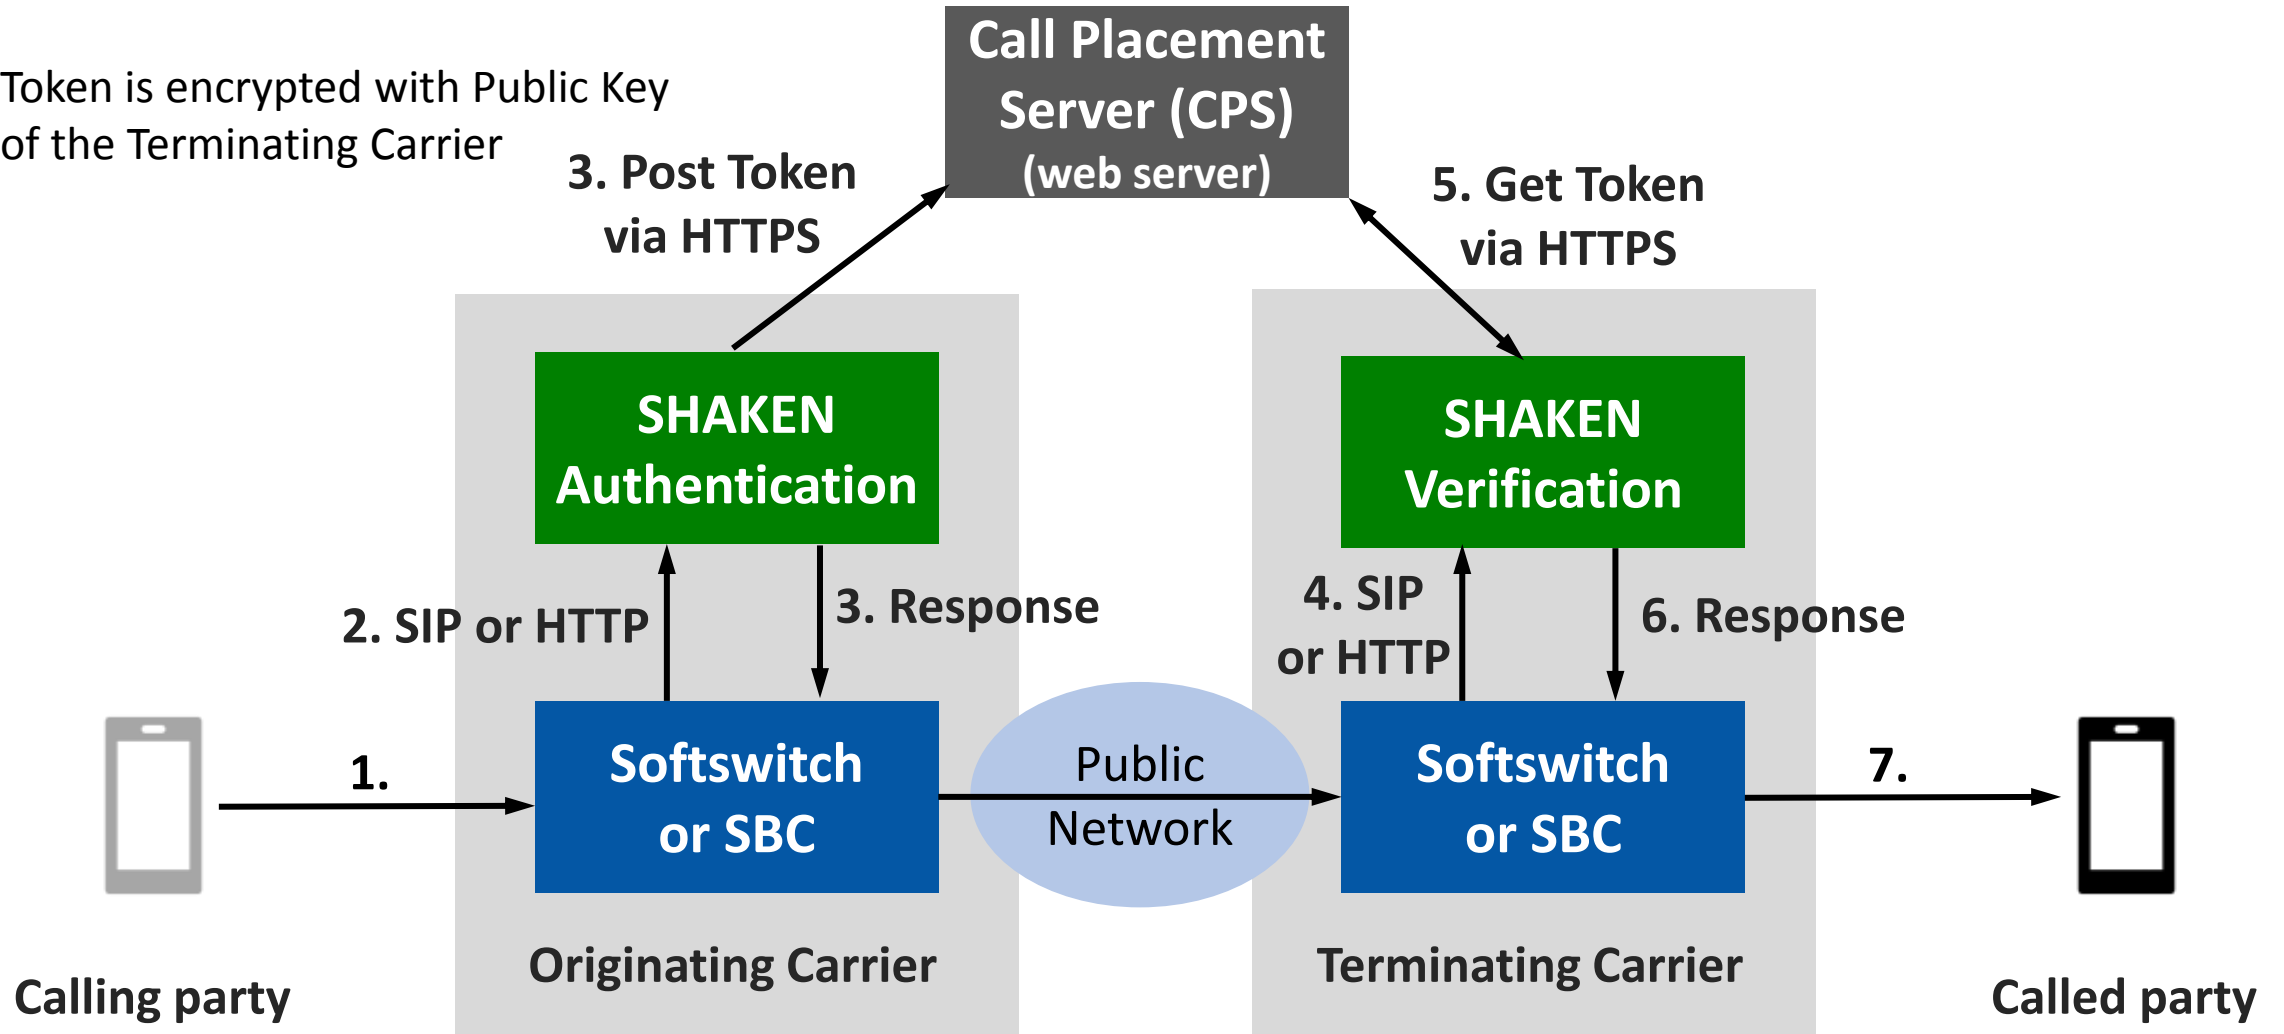 Call Placement
Server (CPS)
(web server)
Token is encrypted with Public Key
of the Terminating Carrier
3. Post Token
via HTTPS
5. Get Token
via HTTPS
SHAKEN
Authentication
SHAKEN
Verification
2. SIP or HTTP
3. Response
4. SIP
or HTTP
6. Response
1.
Softswitch
or SBC
Public
Network
Softswitch
or SBC
7.
Calling party
Originating Carrier
Terminating Carrier
Called party